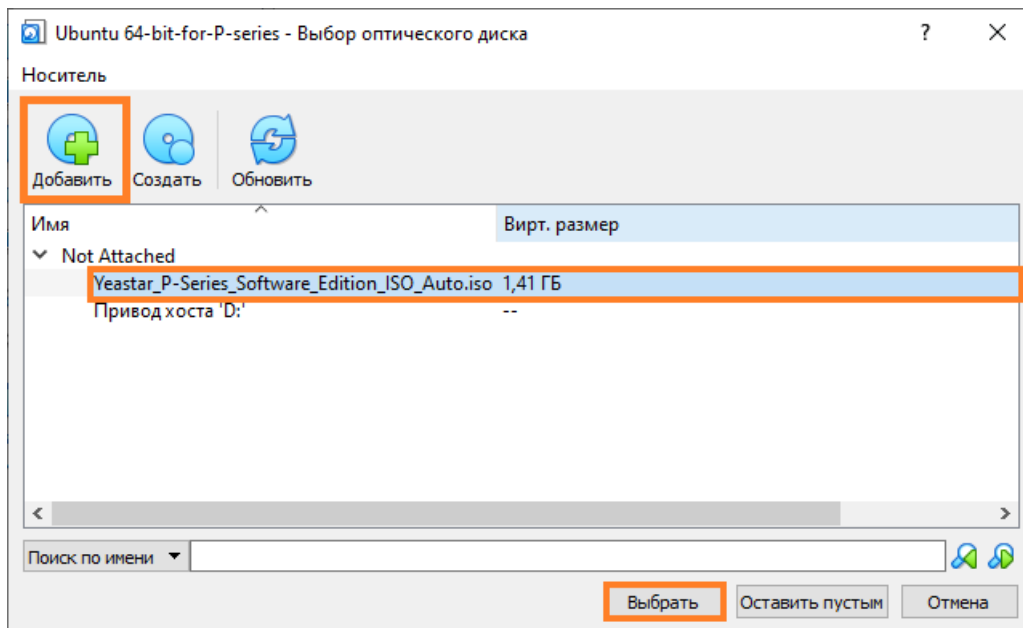 Ubuntu 64-bit-for-P-series - Выбор оптического диска ?
Носитель
Добавить Создать Обновить
Имя Вирт. размер
Not Attached
Yeastar_P-Series_Software_Edition_ISO_Auto.iso 1,41 ГБ
Привод хоста 'D:' --
Поиск по имени
Выбрать Оставить пустым Отмена